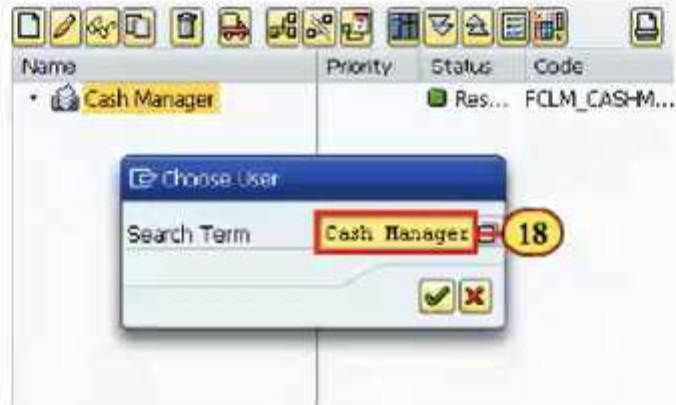 Name Priority Status Code
Cash Manager Res... FCLM_CASHM...
Choose User
Search Term Cash Manager 18